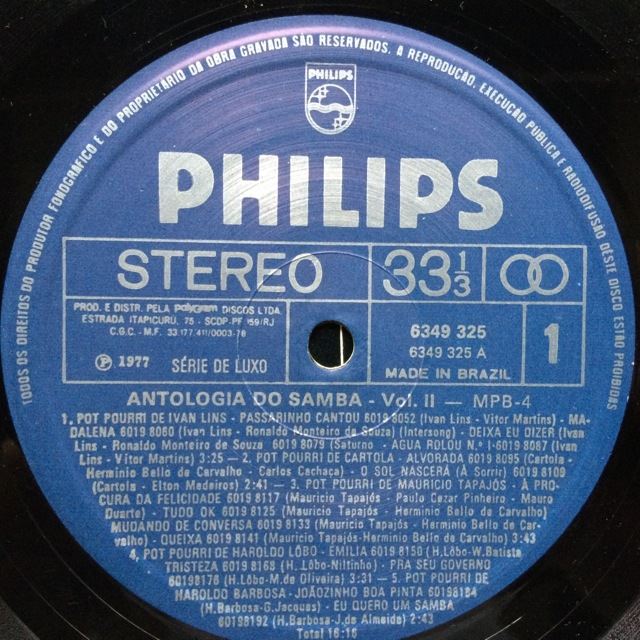 TODOS OS DIREITOS DO PRODUTOR FONOGRÁFICO E DO PROPRIETÁRIO DA OBRA GRAVADA SÃO RESERVADOS. A REPRODUÇÃO, EXECUÇÃO PÚBLICA E RADIODIFUSÃO DESTE DISCO ESTÃO PROIBIDAS
PHILIPS
PHILIPS
STEREO
33 1/3
PROD. E DISTR. PELA polygram DISCOS LTDA.
ESTRADA ITAPICURÚ, 75 - SCDP-PF 159/RJ
C.G.C. - M.F. 33.177.411/0003-78
Ⓟ 1977 SÉRIE DE LUXO
6349 325
6349 325 A
MADE IN BRAZIL
1
ANTOLOGIA DO SAMBA - Vol. II — MPB-4
1. POT POURRI DE IVAN LINS - PASSARINHO CANTOU 6019 8052 (Ivan Lins - Vitor Martins) - MA-
DALENA 6019 8060 (Ivan Lins - Ronaldo Monteiro de Souza) (Intersong) - DEIXA EU DIZER (Ivan
Lins - Ronaldo Monteiro de Souza) 6019 8079 (Saturno - AGUA ROLOU N.º I-6019 8087 (Ivan
Lins - Vitor Martins) 3:25 — 2. POT POURRI DE CARTOLA - ALVORADA 6019 8095 (Cartola-
Herminio Bello de Carvalho - Carlos Cachaça) - O SOL NASCERÁ (A Sorrir) 6019 8109
(Cartola - Elton Medeiros) 2:41 — 3. POT POURRI DE MAURICIO TAPAJÓS - À PRO-
CURA DA FELICIDADE 6019 8117 (Mauricio Tapajós - Paulo Cezar Pinheiro - Mauro
Duarte) - TUDO OK 6019 8125 (Mauricio Tapajós - Herminio Bello de Carvalho)
MUDANDO DE CONVERSA 6019 8133 (Mauricio Tapajós - Herminio Bello de Car-
valho) - QUEIXA 6019 8141 (Mauricio Tapajós - Herminio Bello de Carvalho) 3:43
4. POT POURRI DE HAROLDO LÔBO - EMILIA 6019 8150 (H.Lôbo-W.Batista
TRISTEZA 6019 8168 (H. Lôbo-Niltinho) - PRA SEU GOVERNO
60198176 (H.Lôbo-M.de Oliveira) 3:31 — 5. POT POURRI DE
HAROLDO BARBOSA - JOÃOZINHO BOA PINTA 60198184
(H.Barbosa-G.Jacques) - EU QUERO UM SAMBA
60198192 (H.Barbosa-J.de Almeida) 2:43
Total 16:16